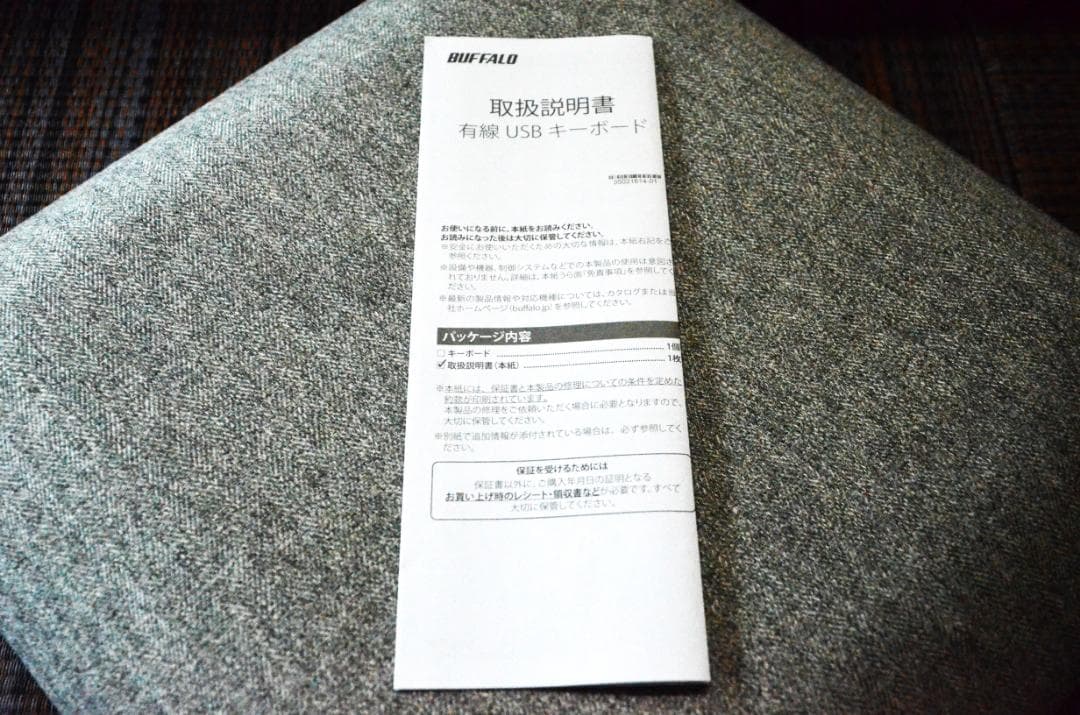 BUFFALO
取扱説明書
有線 USB キーボード
35021614-01
お使いになる前に、本紙をお読みください。
お読みになった後は大切に保管してください。
※安全にお使いいただくための大切な情報は、本紙右記をご
参照ください。
※設備や機器、制御システムなどでの本製品の使用は意図さ
れておりません。詳細は、本紙うら面「免責事項」を参照してく
ださい。
※最新の製品情報や対応機種については、カタログまたは当
社ホームページ(buffalo.jp)を参照してください。
パッケージ内容
□キーボード ........ 1個
☑取扱説明書(本紙) ........ 1枚
※本紙には、保証書と本製品の修理についての条件を定めた
約款が印刷されています。
本製品の修理をご依頼いただく場合に必要となりますので、
大切に保管してください。
※別紙で追加情報が添付されている場合は、必ず参照してく
ださい。
保証を受けるためには
保証書以外に、ご購入年月日の証明となる
お買い上げ時のレシート・領収書などが必要です。すべて
大切に保管してください。